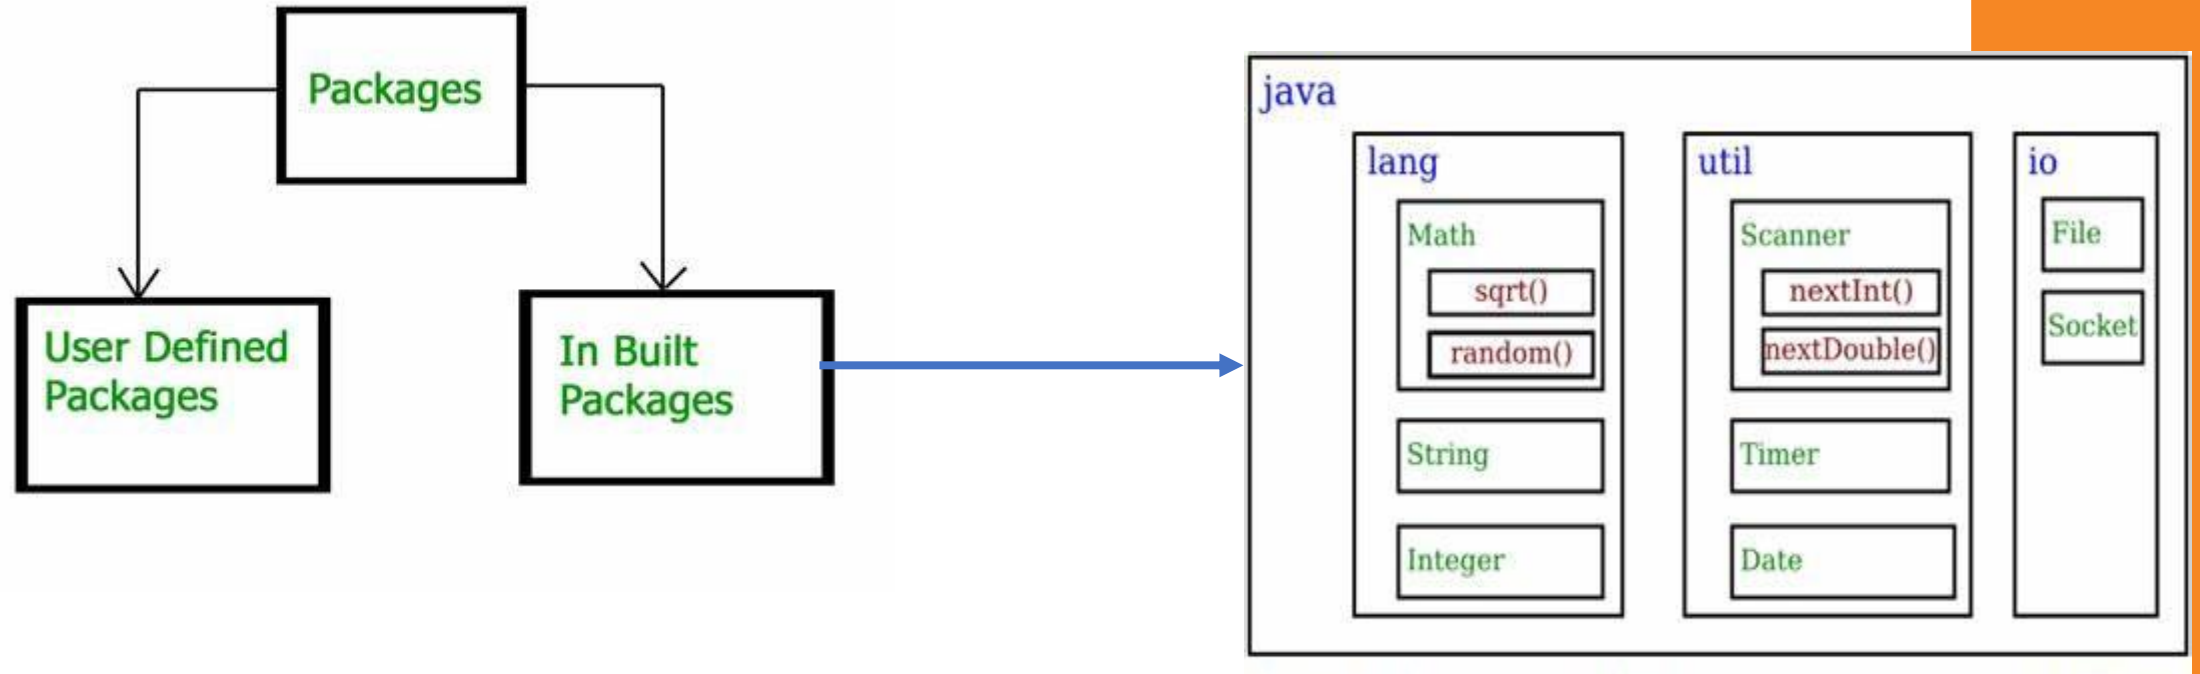 Packages
User Defined
Packages
In Built
Packages
java
lang
Math
sqrt()
random()
String
Integer
util
Scanner
nextInt()
nextDouble()
Timer
Date
io
File
Socket